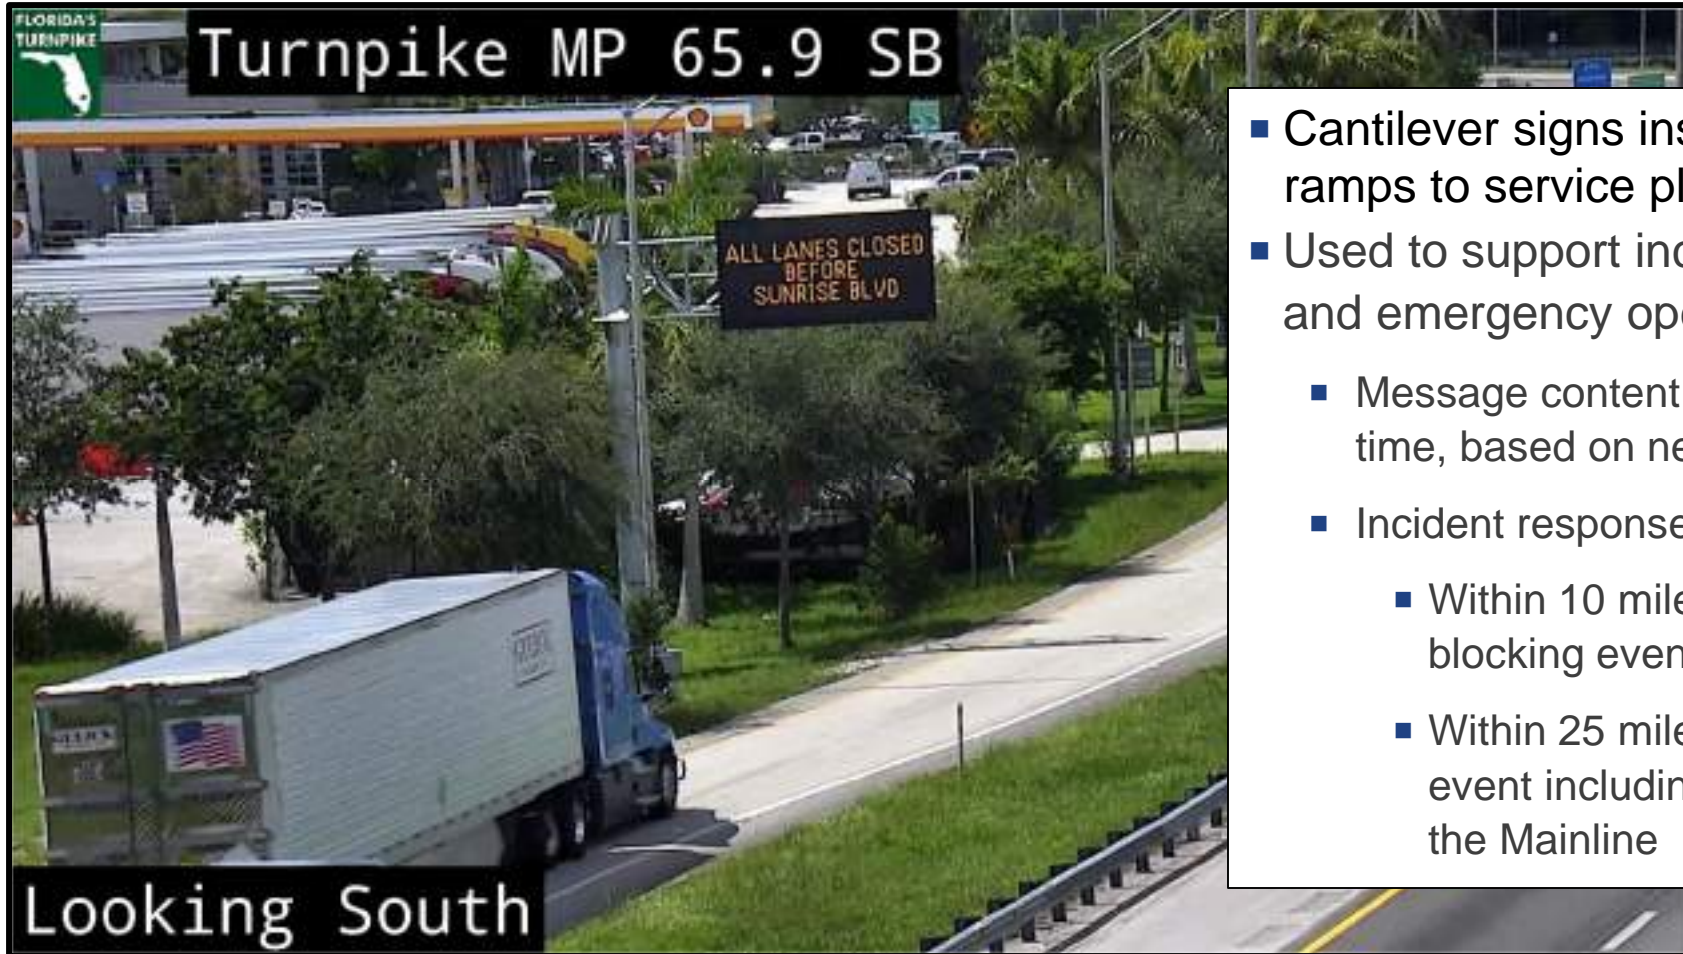 FLORIDA'S
TURNPIKE
Turnpike MP 65.9 SB
ALL LANES CLOSED
BEFORE
SUNRISE BLVD
Looking South
Cantilever signs ins
ramps to service pl
Used to support inc
and emergency ope
Message content
time, based on ne
Incident response
Within 10 mile
blocking even
Within 25 mile
event includin
the Mainline